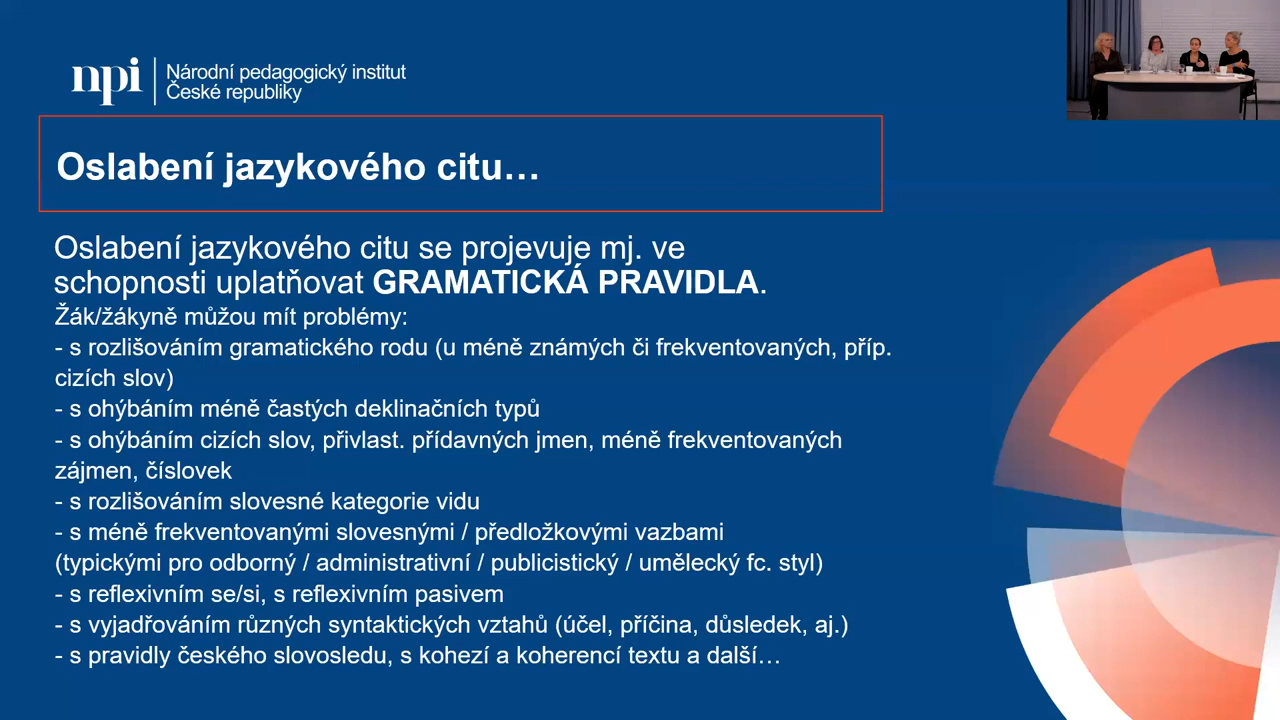 npi
Národní pedagogický institut
České republiky
Oslabení jazykového citu…
Oslabení jazykového citu se projevuje mj. ve
schopnosti uplatňovat GRAMATICKÁ PRAVIDLA.
Žák/žákyně můžou mít problémy:
- s rozlišováním gramatického rodu (u méně známých či frekventovaných, příp.
cizích slov)
- s ohýbáním méně častých deklinačních typů
- s ohýbáním cizích slov, přivlast. přídavných jmen, méně frekventovaných
zájmen, číslovek
- s rozlišováním slovesné kategorie vidu
- s méně frekventovanými slovesnými / předložkovými vazbami
(typickými pro odborný / administrativní / publicistický / umělecký fc. styl)
- s reflexivním se/si, s reflexivním pasivem
- s vyjadřováním různých syntaktických vztahů (účel, příčina, důsledek, aj.)
- s pravidly českého slovosledu, s kohezí a koherencí textu a další…